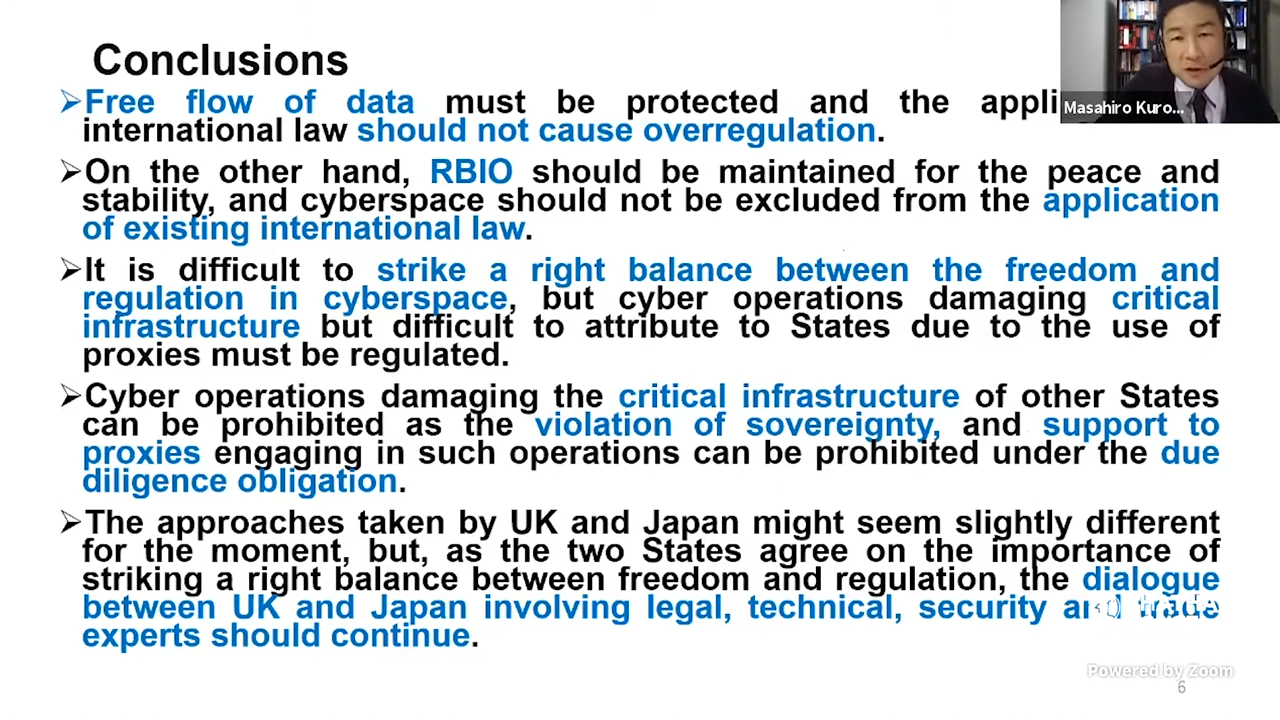 Conclusions
➢Free flow of data must be protected and the appli
international law should not cause overregulation.
➢On the other hand, RBIO should be maintained for the peace and
stability, and cyberspace should not be excluded from the application
of existing international law.
➢It is difficult to strike a right balance between the freedom and
regulation in cyberspace, but cyber operations damaging critical
infrastructure but difficult to attribute to States due to the use of
proxies must be regulated.
➢Cyber operations damaging the critical infrastructure of other States
can be prohibited as the violation of sovereignty, and support to
proxies engaging in such operations can be prohibited under the due
diligence obligation.
➢The approaches taken by UK and Japan might seem slightly different
for the moment, but, as the two States agree on the importance of
striking a right balance between freedom and regulation, the dialogue
between UK and Japan involving legal, technical, security
experts should continue.
Masahiro Kuro...
Powered by Zoom
6